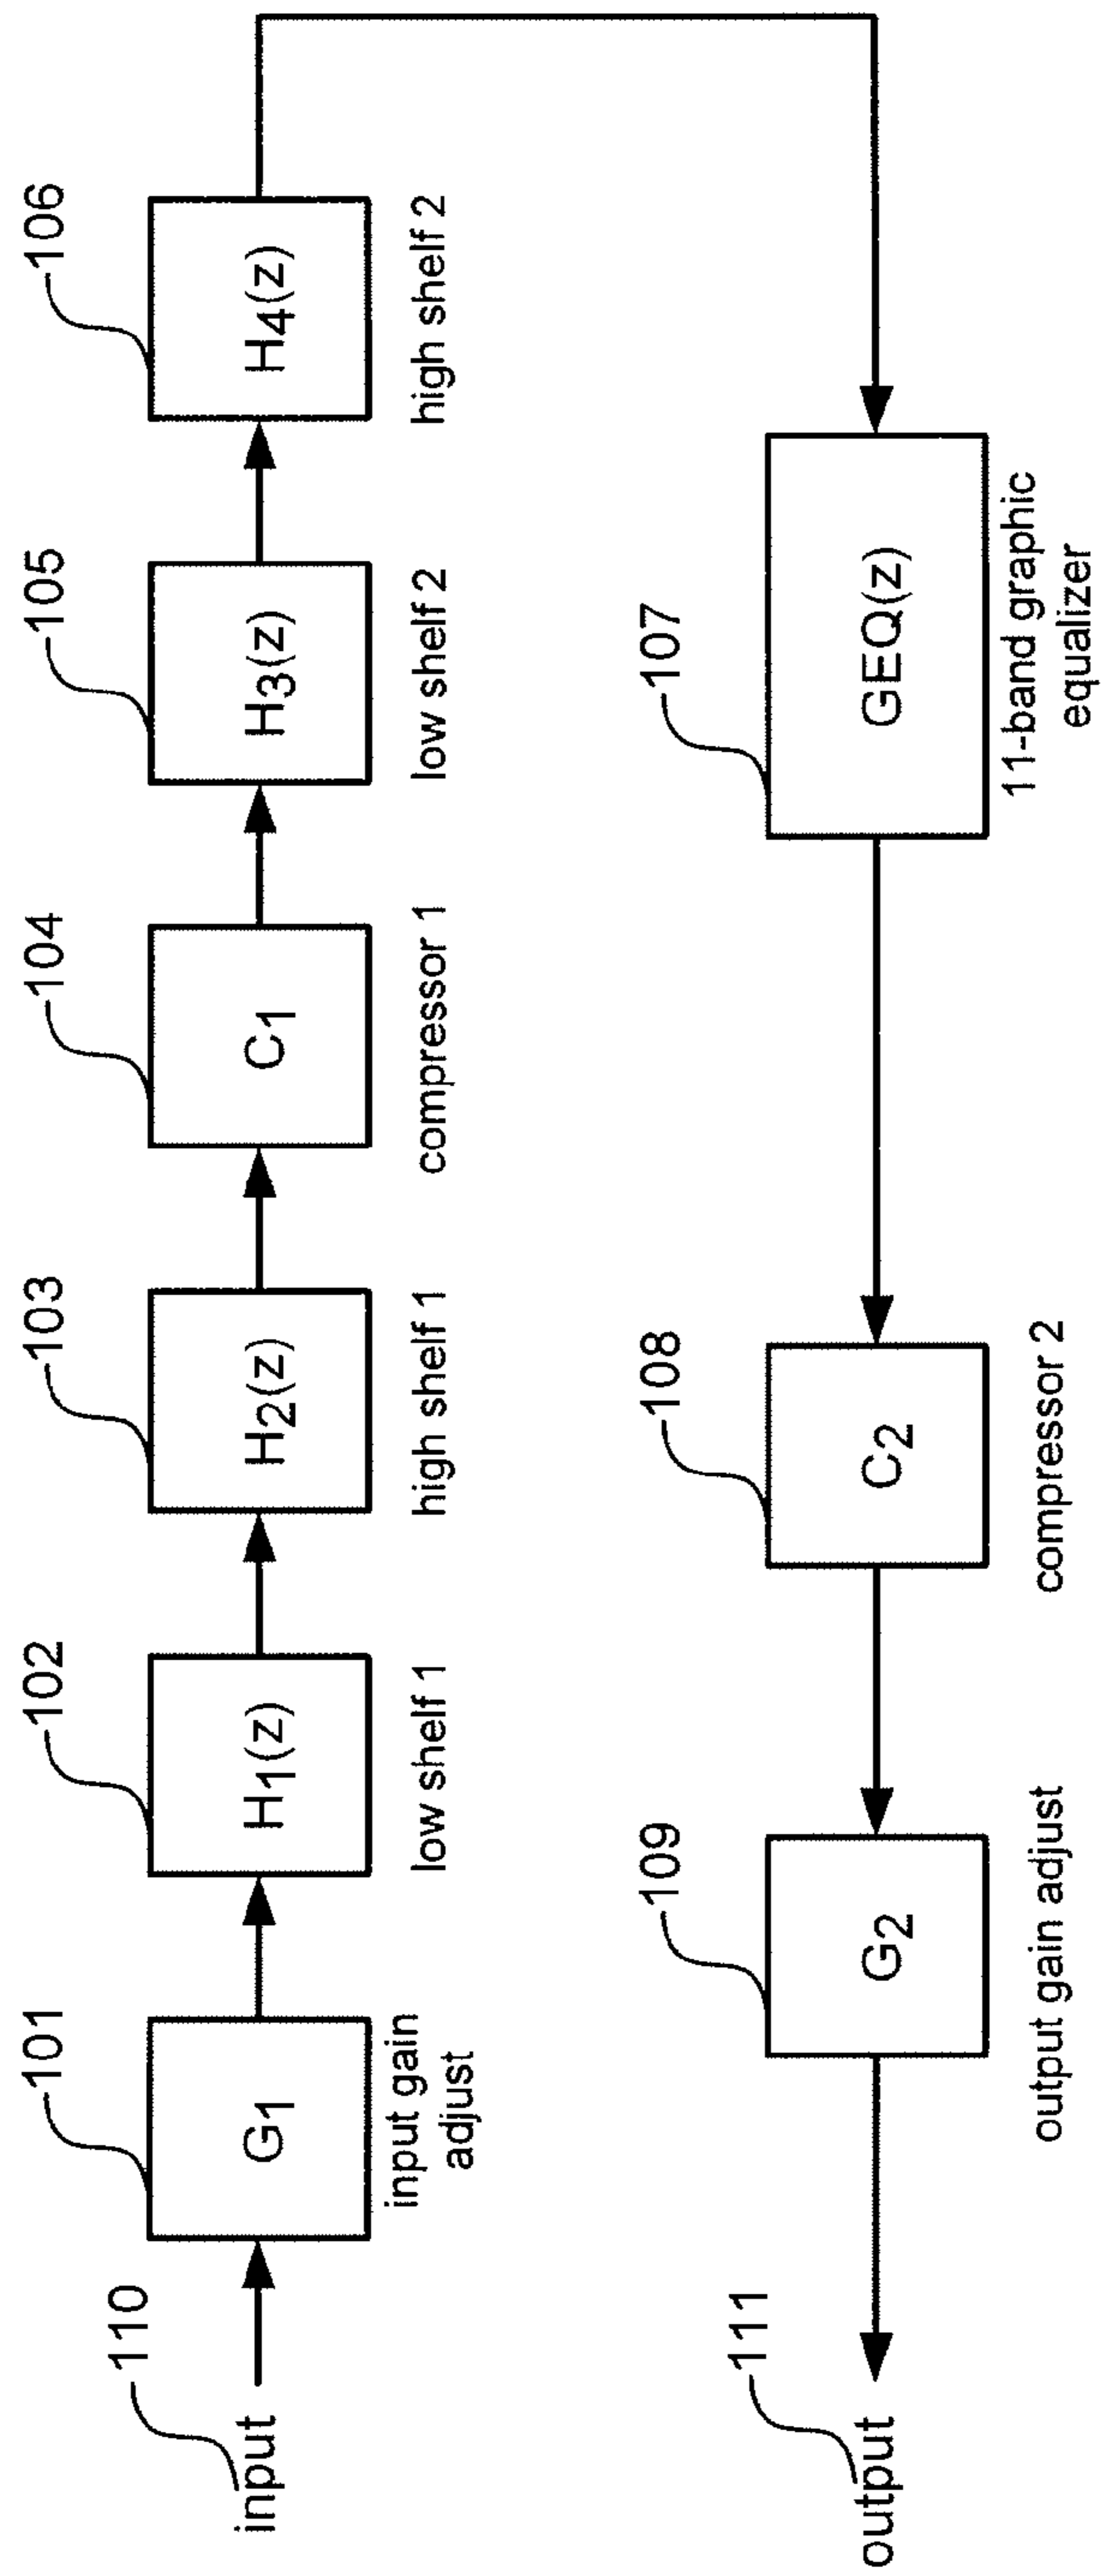 110
input
101
G1
input gain
adjust
102
H1(z)
low shelf 1
103
H2(z)
high shelf 1
104
C1
compressor 1
105
H3(z)
low shelf 2
106
H4(z)
high shelf 2
107
GEQ(z)
11-band graphic
equalizer
108
C2
compressor 2
109
G2
output gain adjust
111
output